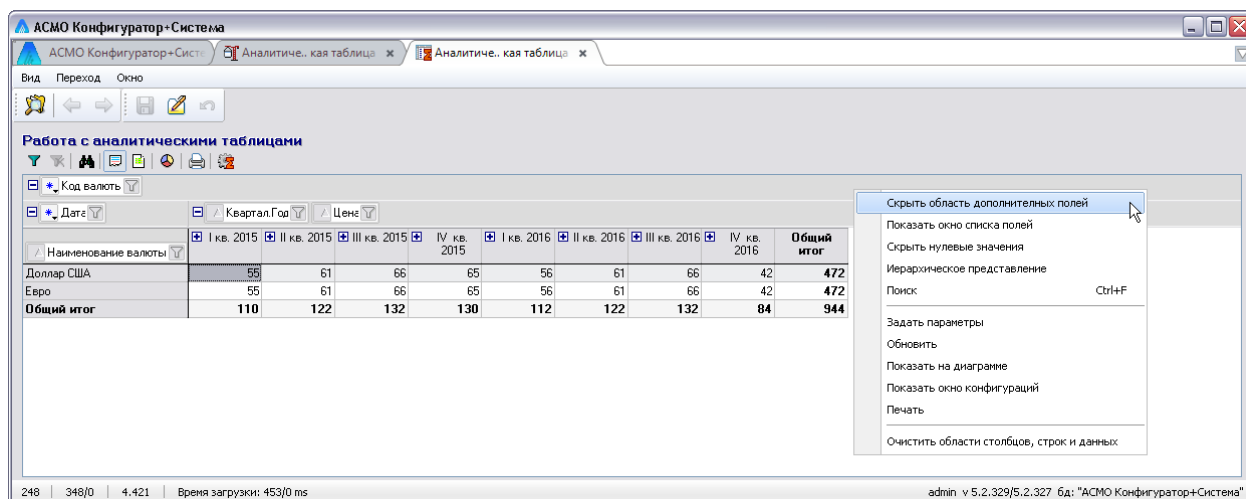 АСМО Конфигуратор+Система
АСМО Конфигуратор+Систе Аналитиче.. кая таблица Аналитиче.. кая таблица
Вид Переход Окно
Работа с аналитическими таблицами
Код валють
Дата Квартал.Год Цена
Наименование валюты I кв. 2015 II кв. 2015 III кв. 2015 IV кв. 2015 I кв. 2016 II кв. 2016 III кв. 2016 IV кв. 2016 Общий итог
Доллар США 55 61 66 65 56 61 66 42 472
Евро 55 61 66 65 56 61 66 42 472
Общий итог 110 122 132 130 112 122 132 84 944
Скрыть область дополнительных полей
Показать окно списка полей
Скрыть нулевые значения
Иерархическое представление
Поиск Ctrl+F
Задать параметры
Обновить
Показать на диаграмме
Показать окно конфигураций
Печать
Очистить области столбцов, строк и данных
248 348/0 4.421 Время загрузки: 453/0 ms admin v 5.2.329/5.2.327 бд: "АСМО Конфигуратор+Система"